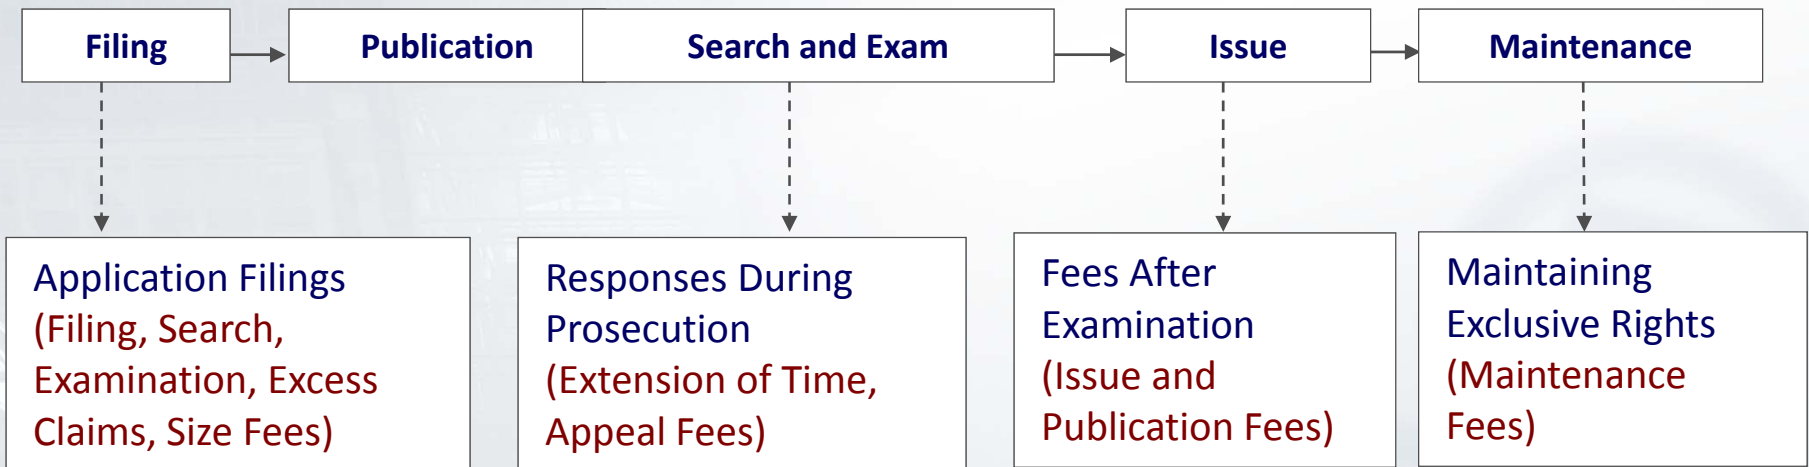 Filing
Publication
Search and Exam
Issue
Maintenance
Application Filings
(Filing, Search,
Examination, Excess
Claims, Size Fees)
Responses During
Prosecution
(Extension of Time,
Appeal Fees)
Fees After
Examination
(Issue and
Publication Fees)
Maintaining
Exclusive Rights
(Maintenance
Fees)